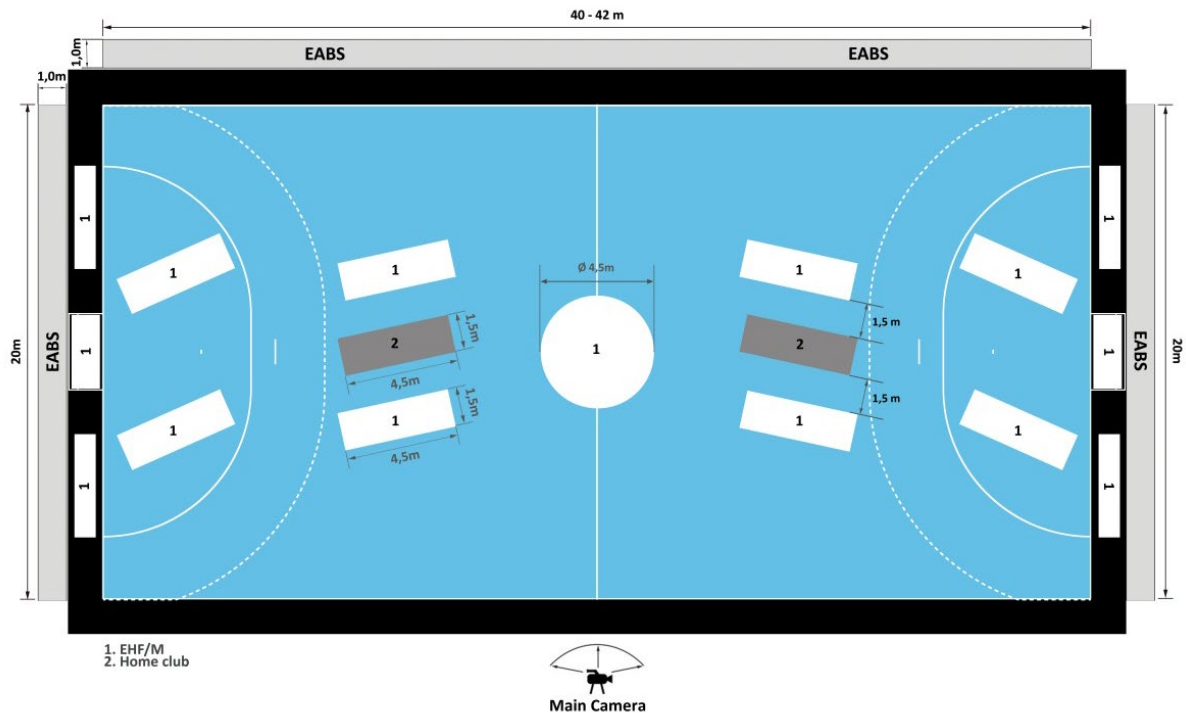 40 - 42 m
1,0m
EABS
EABS
1,0m
20m
EABS
1
1
1
1
1
1
2
1
1,5m
4,5m
1,5m
4,5m
Ø 4,5m
1
1
2
1
1,5 m
1,5 m
1
1
1
1
1
EABS
20m
1. EHF/M
2. Home club
Main Camera